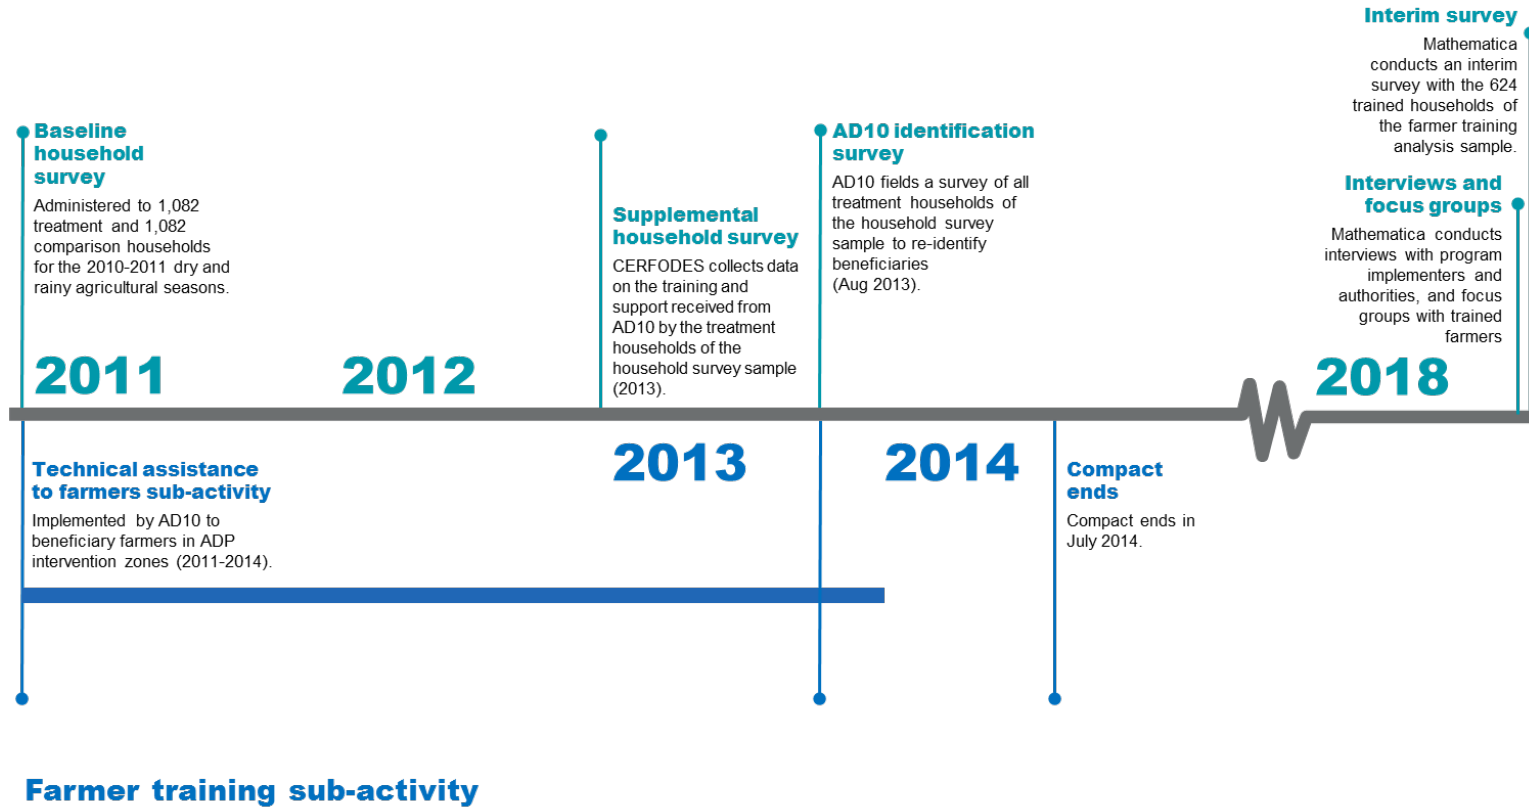 Baseline
household
survey
Administered to 1,082
treatment and 1,082
comparison households
for the 2010-2011 dry and
rainy agricultural seasons.
2011
2012
Supplemental
household survey
CERFODES collects data
on the training and
support received from
AD10 by the treatment
households of the
household survey sample
(2013).
AD10 identification
survey
AD10 fields a survey of all
treatment households of
the household survey
sample to re-identify
beneficiaries
(Aug 2013).
Interim survey
Mathematica
conducts an interim
survey with the 624
trained households of
the farmer training
analysis sample.
Interviews and
focus groups
Mathematica conducts
interviews with program
implementers and
authorities, and focus
groups with trained
farmers
2018
Technical assistance
to farmers sub-activity
Implemented by AD10 to
beneficiary farmers in ADP
intervention zones (2011-2014).
2013
2014
Compact
ends
Compact ends in
July 2014.
Farmer training sub-activity